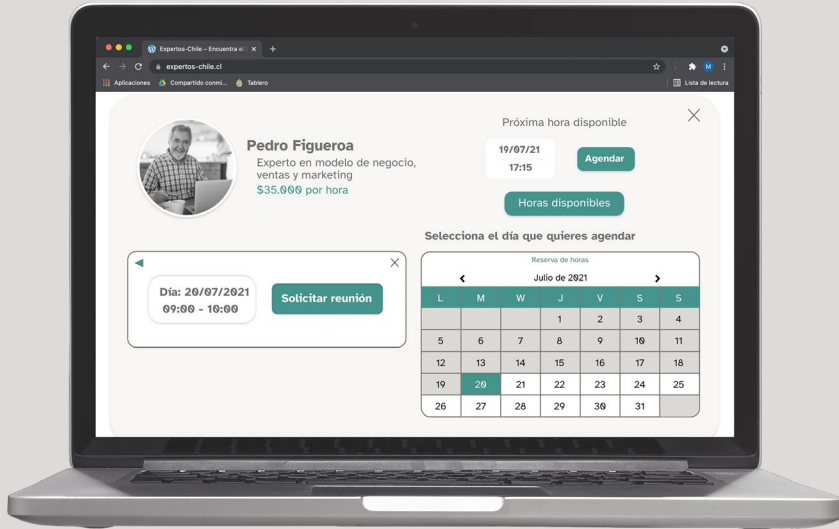 Expertos-Chile – Encuentra el
expertos-chile.cl
Aplicaciones
Compartido conmi...
Tablero
Lista de lectura
Pedro Figueroa
Experto en modelo de negocio,
ventas y marketing
$35.000 por hora
Próxima hora disponible
19/07/21
17:15
Agendar
Horas disponibles
Selecciona el día que quieres agendar
Día: 20/07/2021
09:00 - 10:00
Solicitar reunión
Reserva de horas
Julio de 2021
L M W J V S S
1 2 3 4
5 6 7 8 9 10 11
12 13 14 15 16 17 18
19 20 21 22 23 24 25
26 27 28 29 30 31